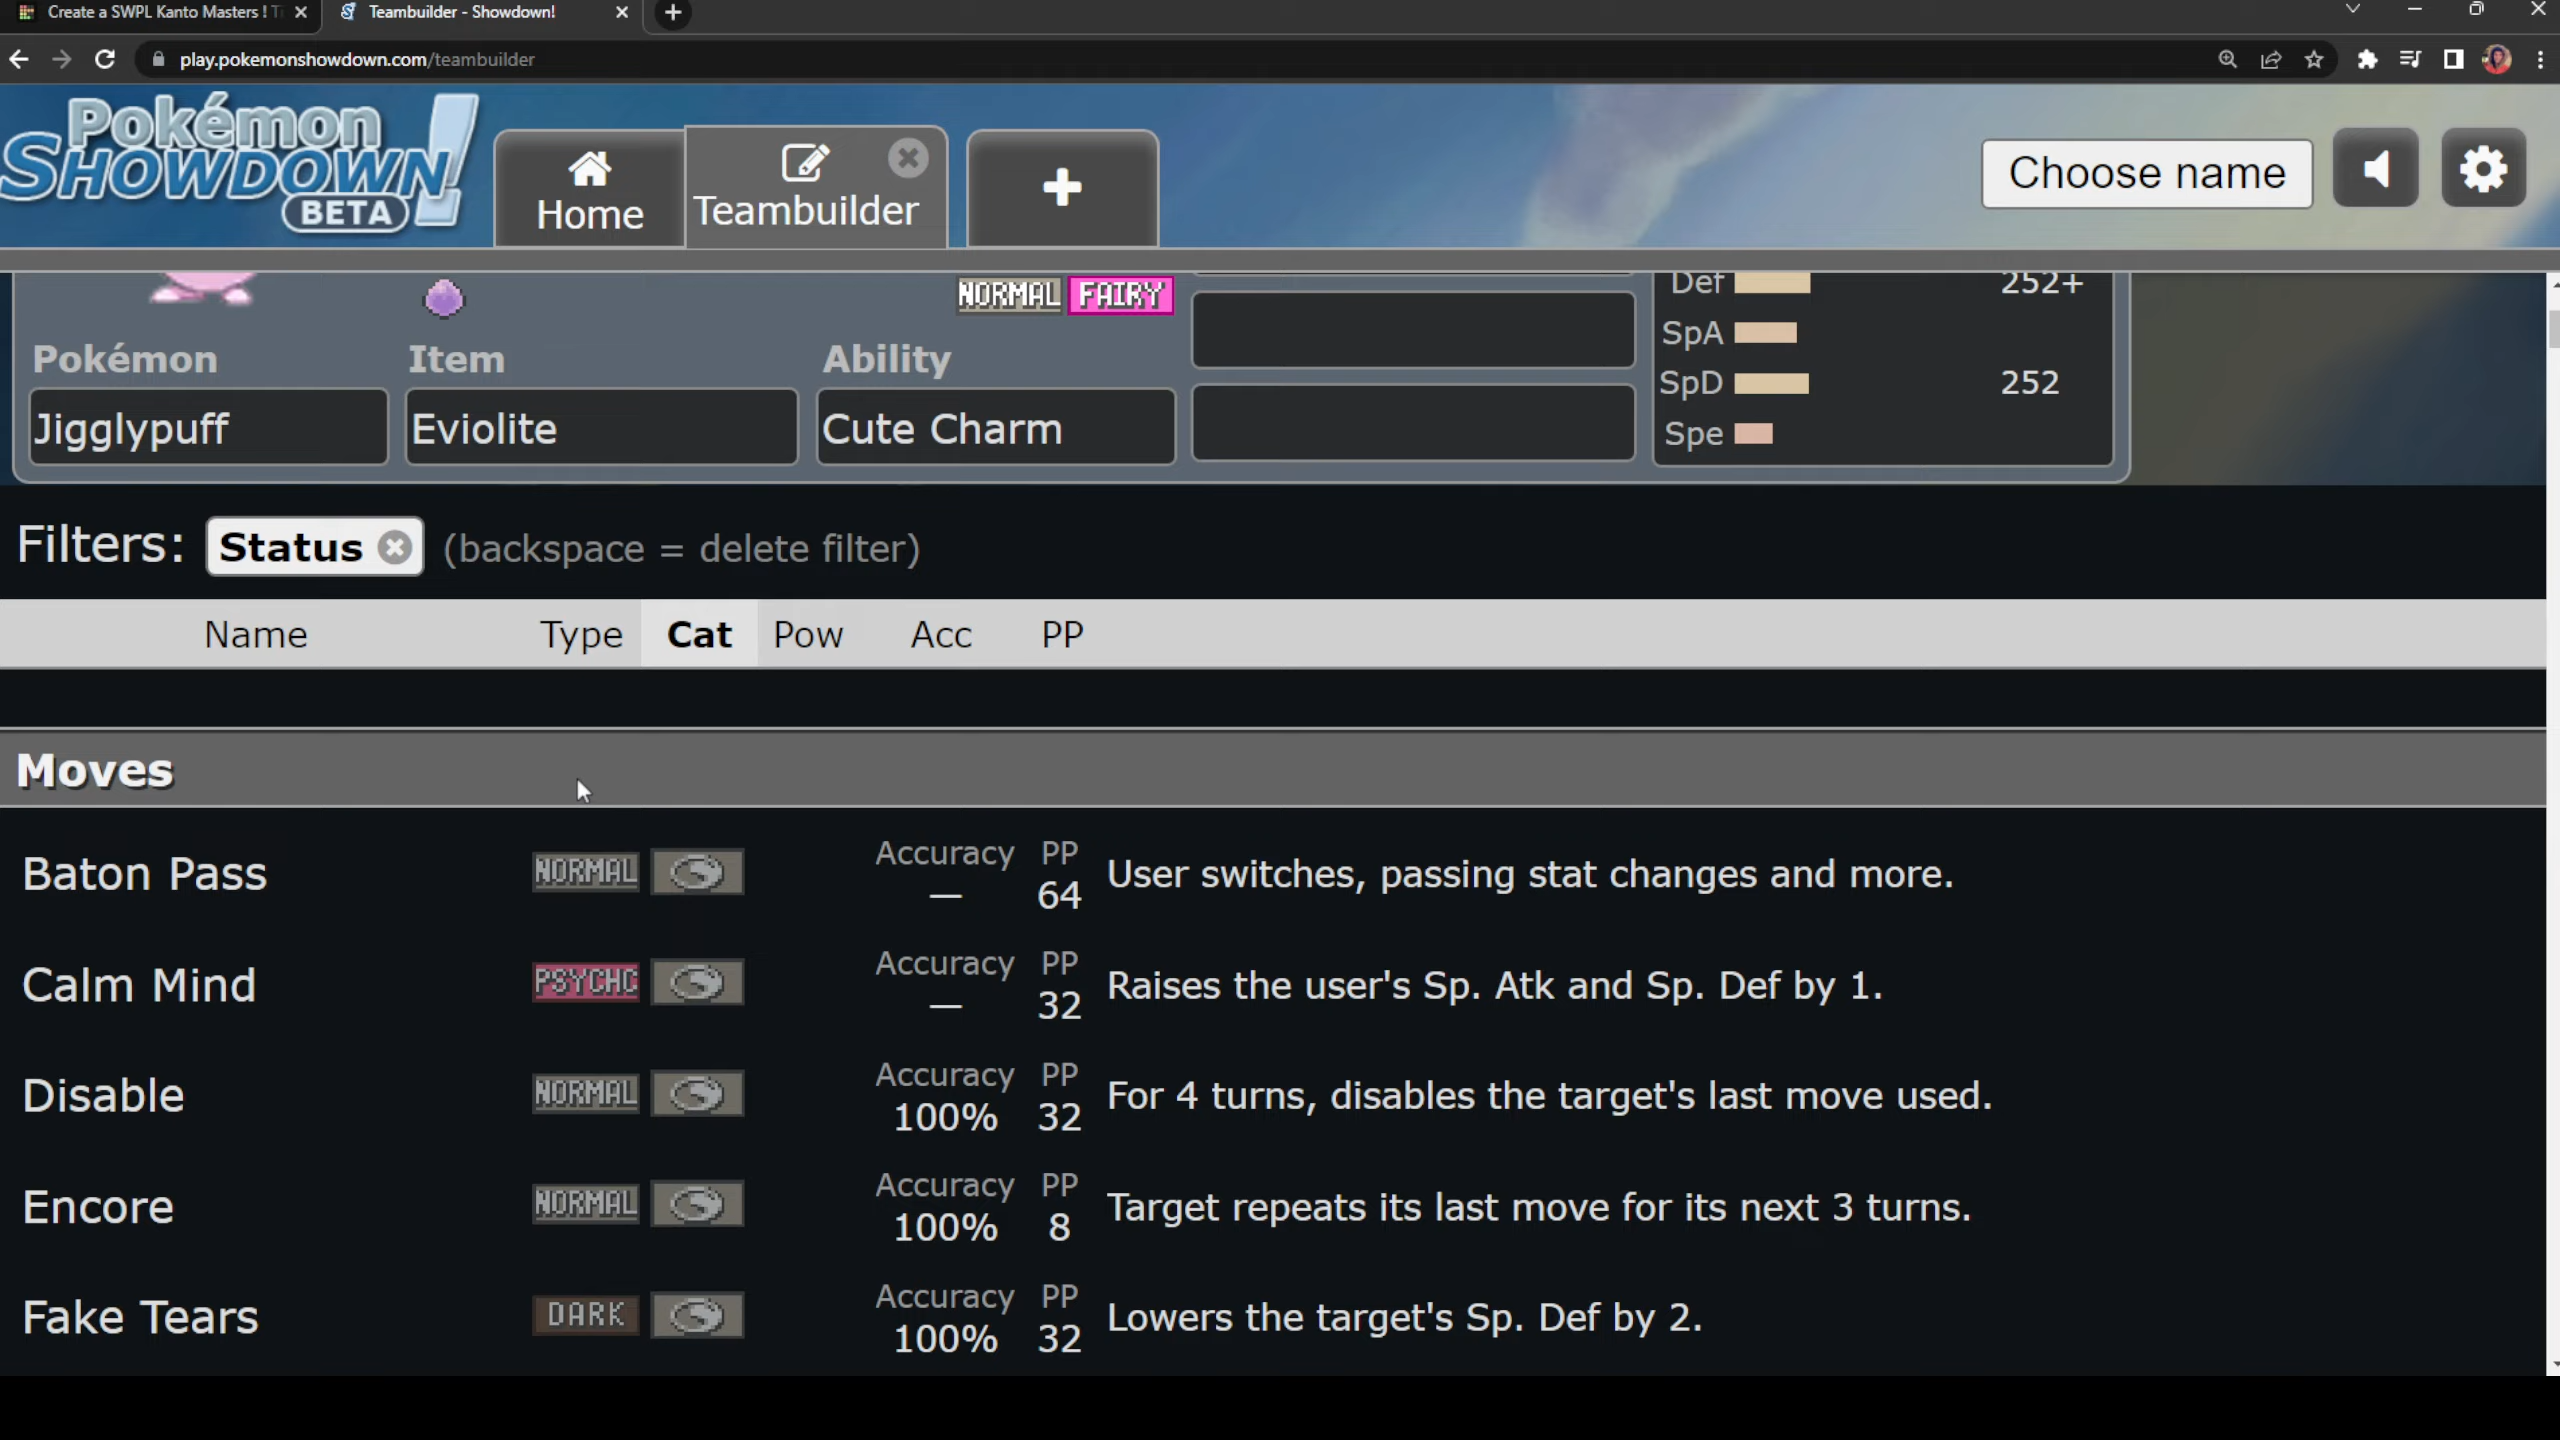 Create a SWPL Kanto Masters ! Ti
Teambuilder - Showdown!
play.pokemonshowdown.com/teambuilder
Pokémon
SHOWDOWN!
BETA
Home
Teambuilder
Choose name
NORMAL FAIRY
Def 252+
SpA
SpD 252
Spe
Pokémon Item Ability
Jigglypuff Eviolite Cute Charm
Filters: Status (backspace = delete filter)
Name Type Cat Pow Acc PP
Moves
Baton Pass NORMAL Accuracy — PP 64 User switches, passing stat changes and more.
Calm Mind PSYCHC Accuracy — PP 32 Raises the user's Sp. Atk and Sp. Def by 1.
Disable NORMAL Accuracy 100% PP 32 For 4 turns, disables the target's last move used.
Encore NORMAL Accuracy 100% PP 8 Target repeats its last move for its next 3 turns.
Fake Tears DARK Accuracy 100% PP 32 Lowers the target's Sp. Def by 2.